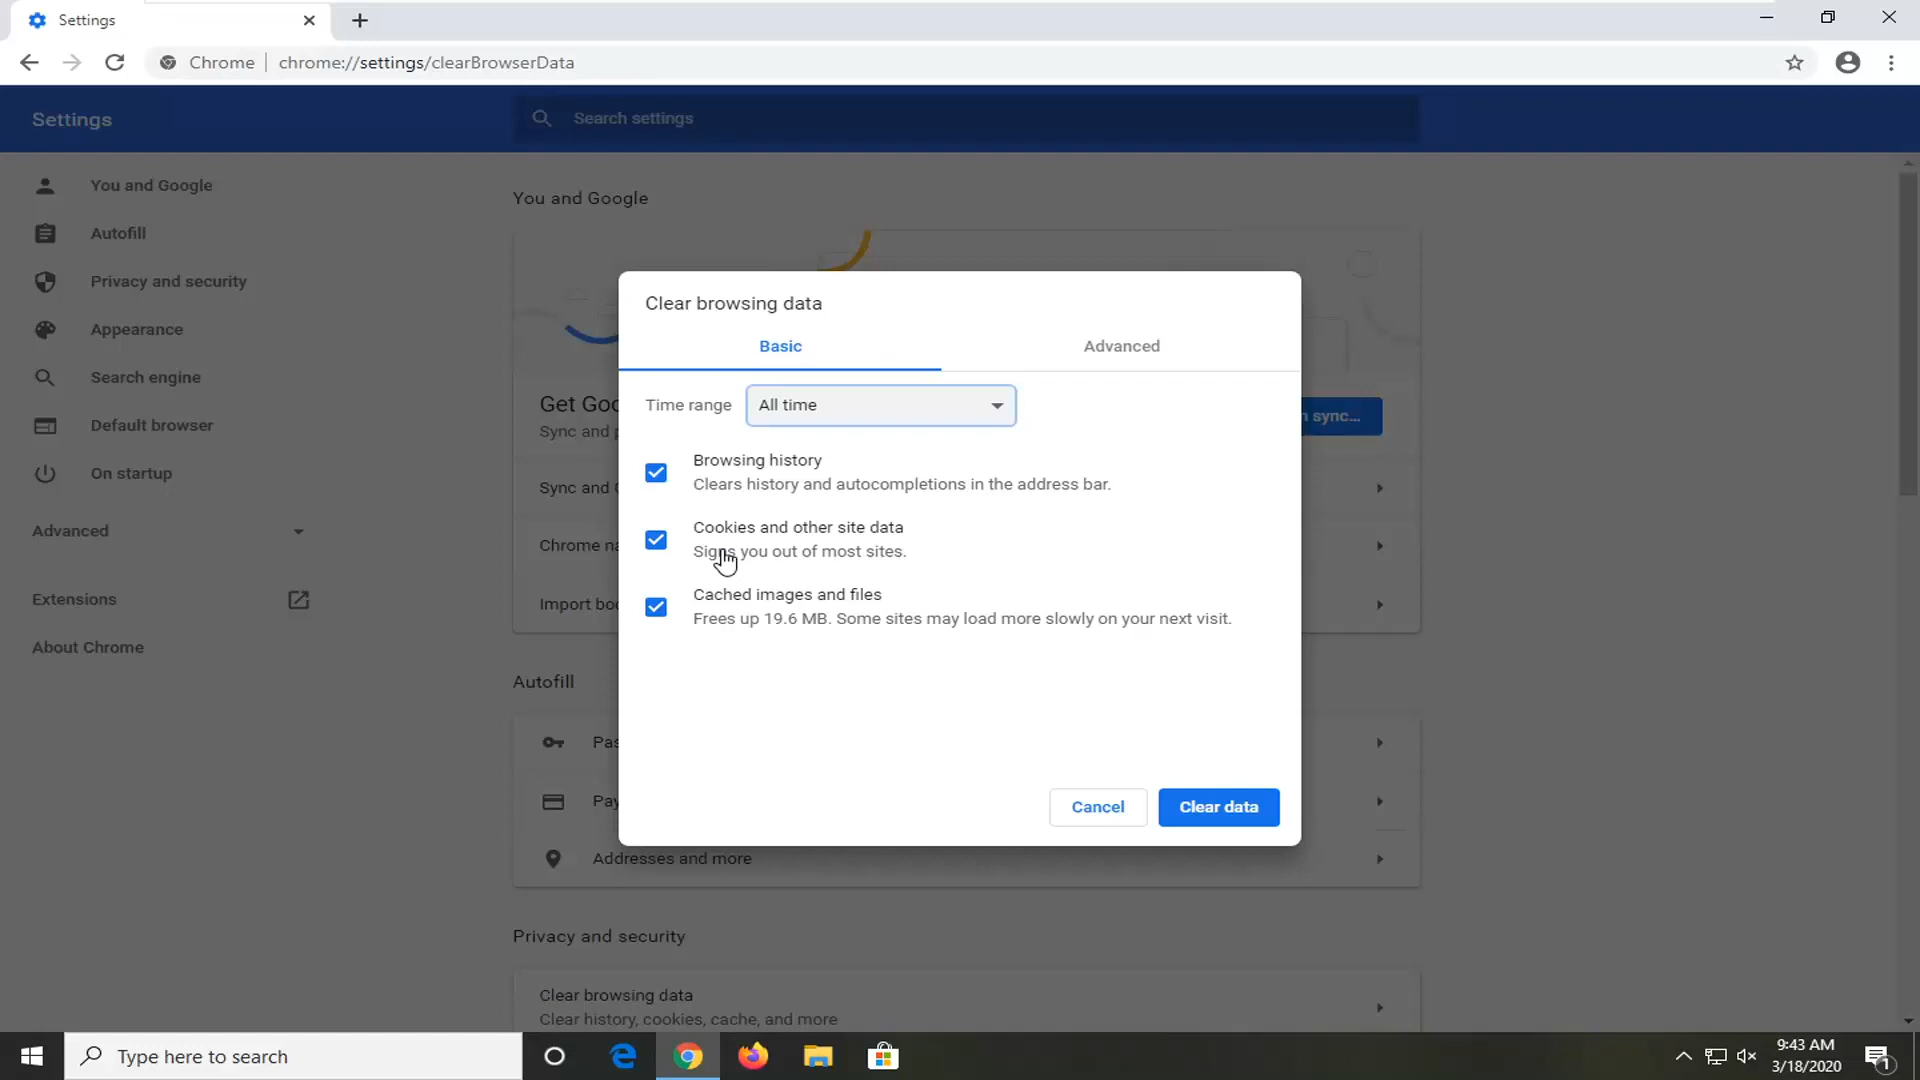 Settings
Chrome
chrome://settings/clearBrowserData
Settings
Search settings
You and Google
Autofill
Privacy and security
Appearance
Search engine
Default browser
On startup
Advanced
Extensions
About Chrome
You and Google
Get Goo
Sync and p
n sync...
Sync and G
Chrome na
Import boo
Autofill
Pas
Pay
Addresses and more
Privacy and security
Clear browsing data
Clear history, cookies, cache, and more
Clear browsing data
Basic
Advanced
Time range
All time
Browsing history
Clears history and autocompletions in the address bar.
Cookies and other site data
Signs you out of most sites.
Cached images and files
Frees up 19.6 MB. Some sites may load more slowly on your next visit.
Cancel
Clear data
Type here to search
9:43 AM
3/18/2020
1